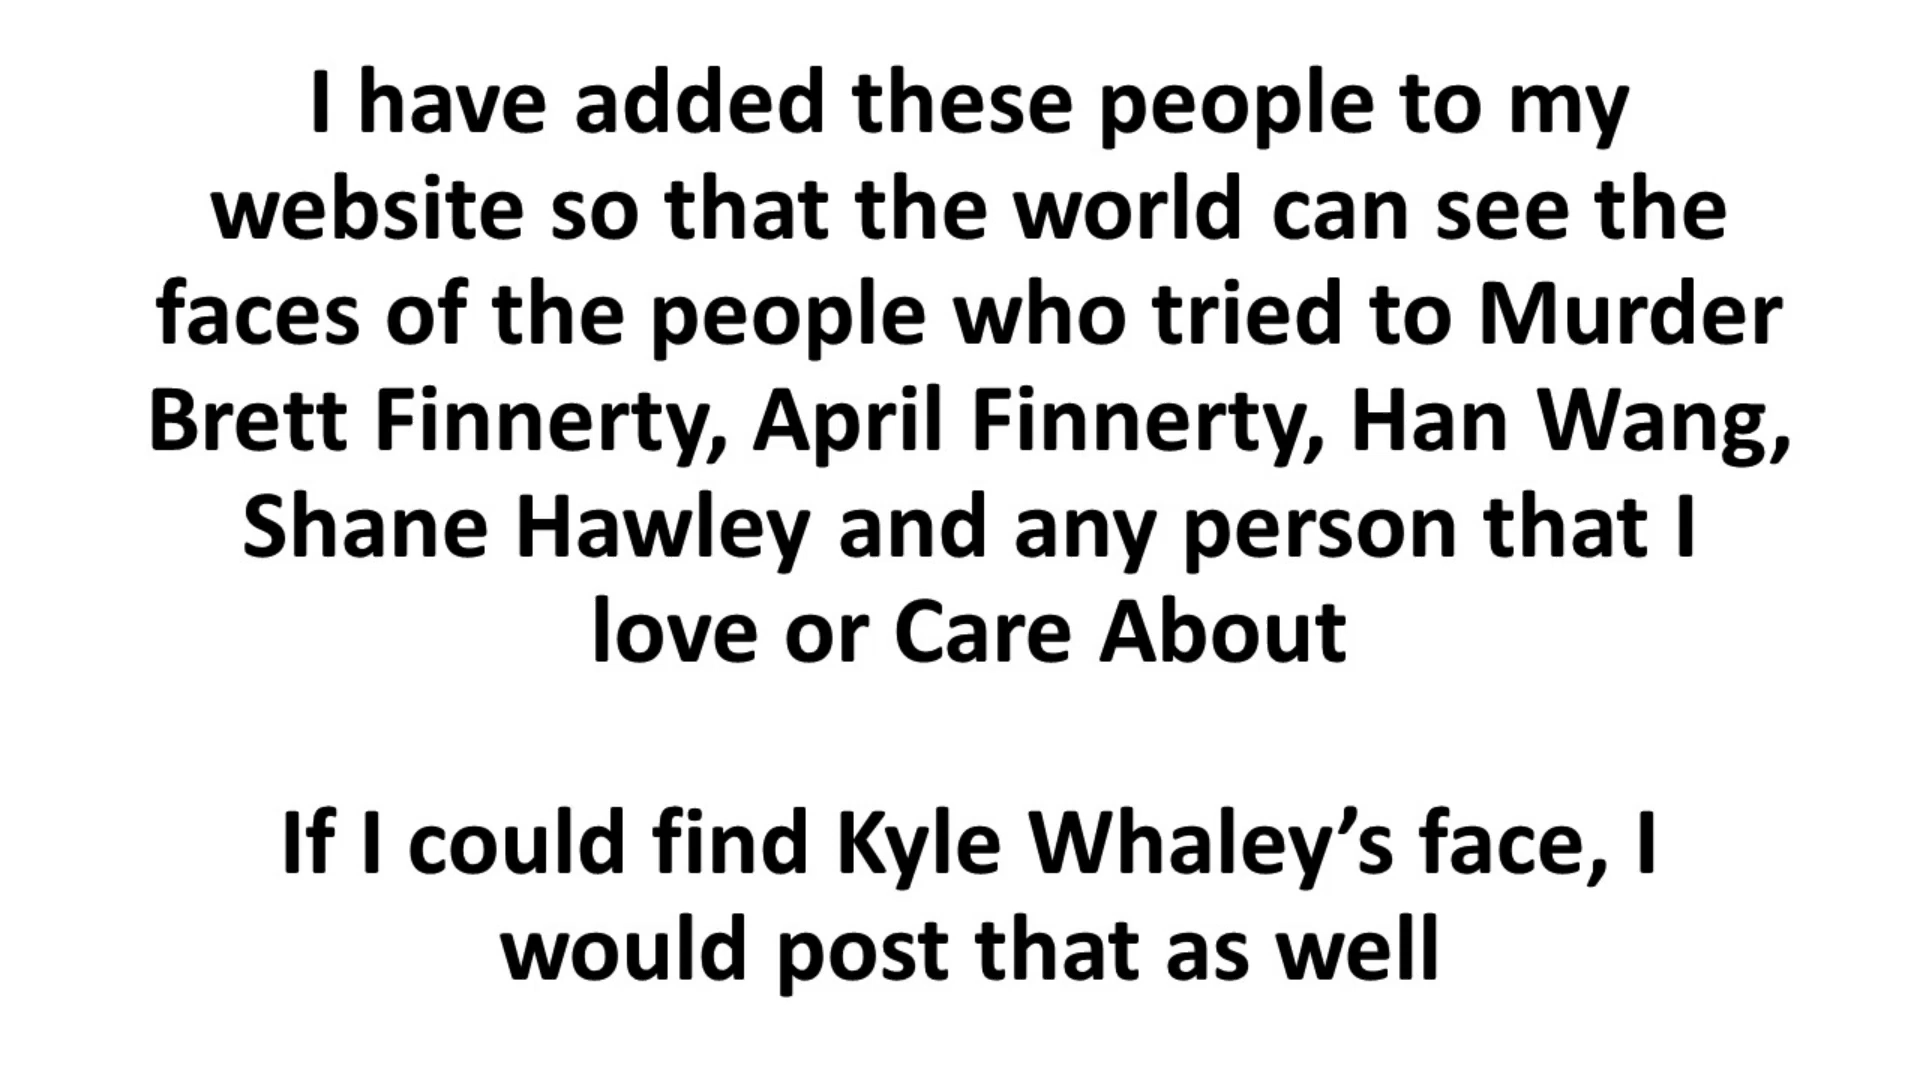 I have added these people to my
website so that the world can see the
faces of the people who tried to Murder
Brett Finnerty, April Finnerty, Han Wang,
Shane Hawley and any person that I
love or Care About
If I could find Kyle Whaley’s face, I
would post that as well